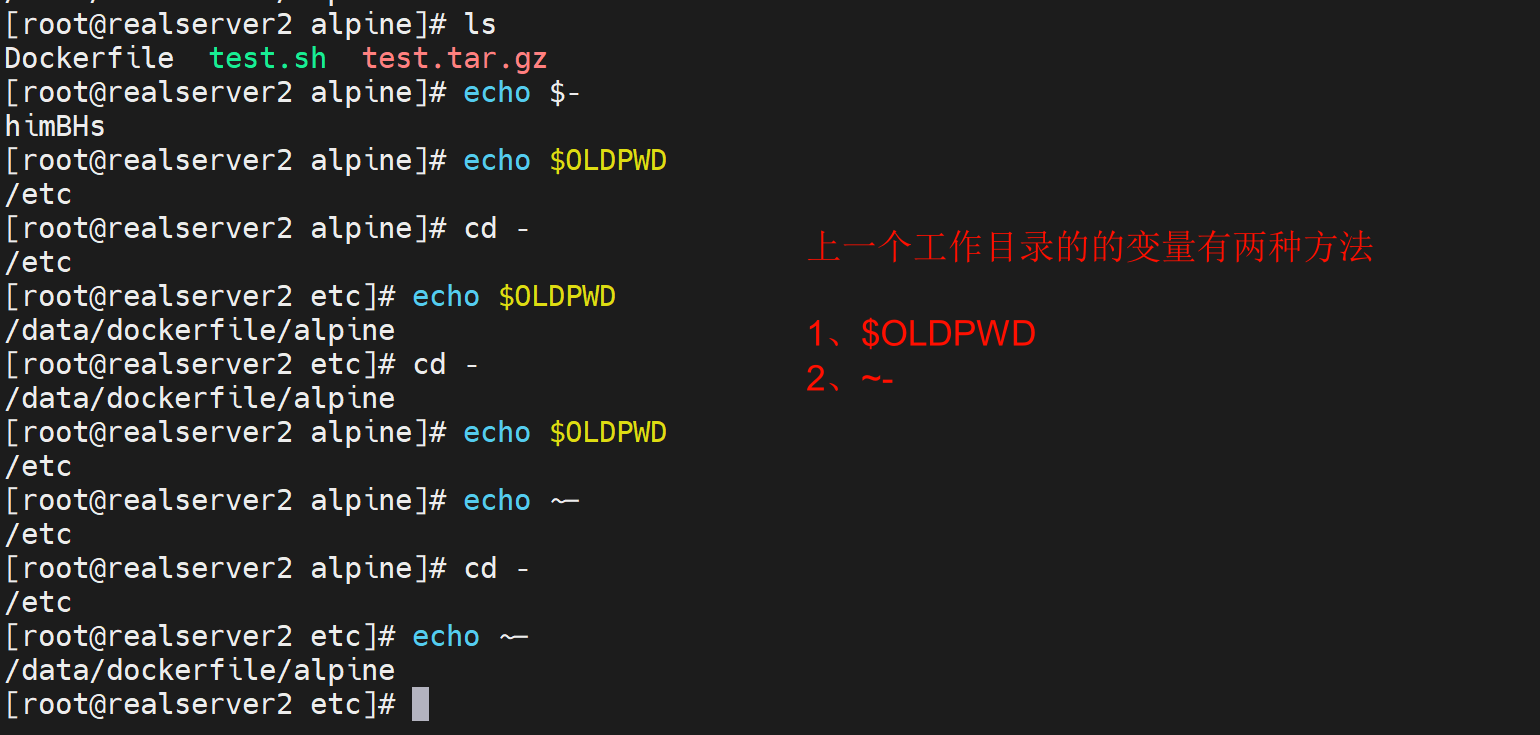 [root@realserver2 alpine]# ls
Dockerfile  test.sh  test.tar.gz
[root@realserver2 alpine]# echo $-
himBHs
[root@realserver2 alpine]# echo $OLDPWD
/etc
[root@realserver2 alpine]# cd -
/etc
[root@realserver2 etc]# echo $OLDPWD
/data/dockerfile/alpine
[root@realserver2 etc]# cd -
/data/dockerfile/alpine
[root@realserver2 alpine]# echo $OLDPWD
/etc
[root@realserver2 alpine]# echo ~-
/etc
[root@realserver2 alpine]# cd -
/etc
[root@realserver2 etc]# echo ~-
/data/dockerfile/alpine
[root@realserver2 etc]#
上一个工作目录的的变量有两种方法
1、$OLDPWD
2、~-